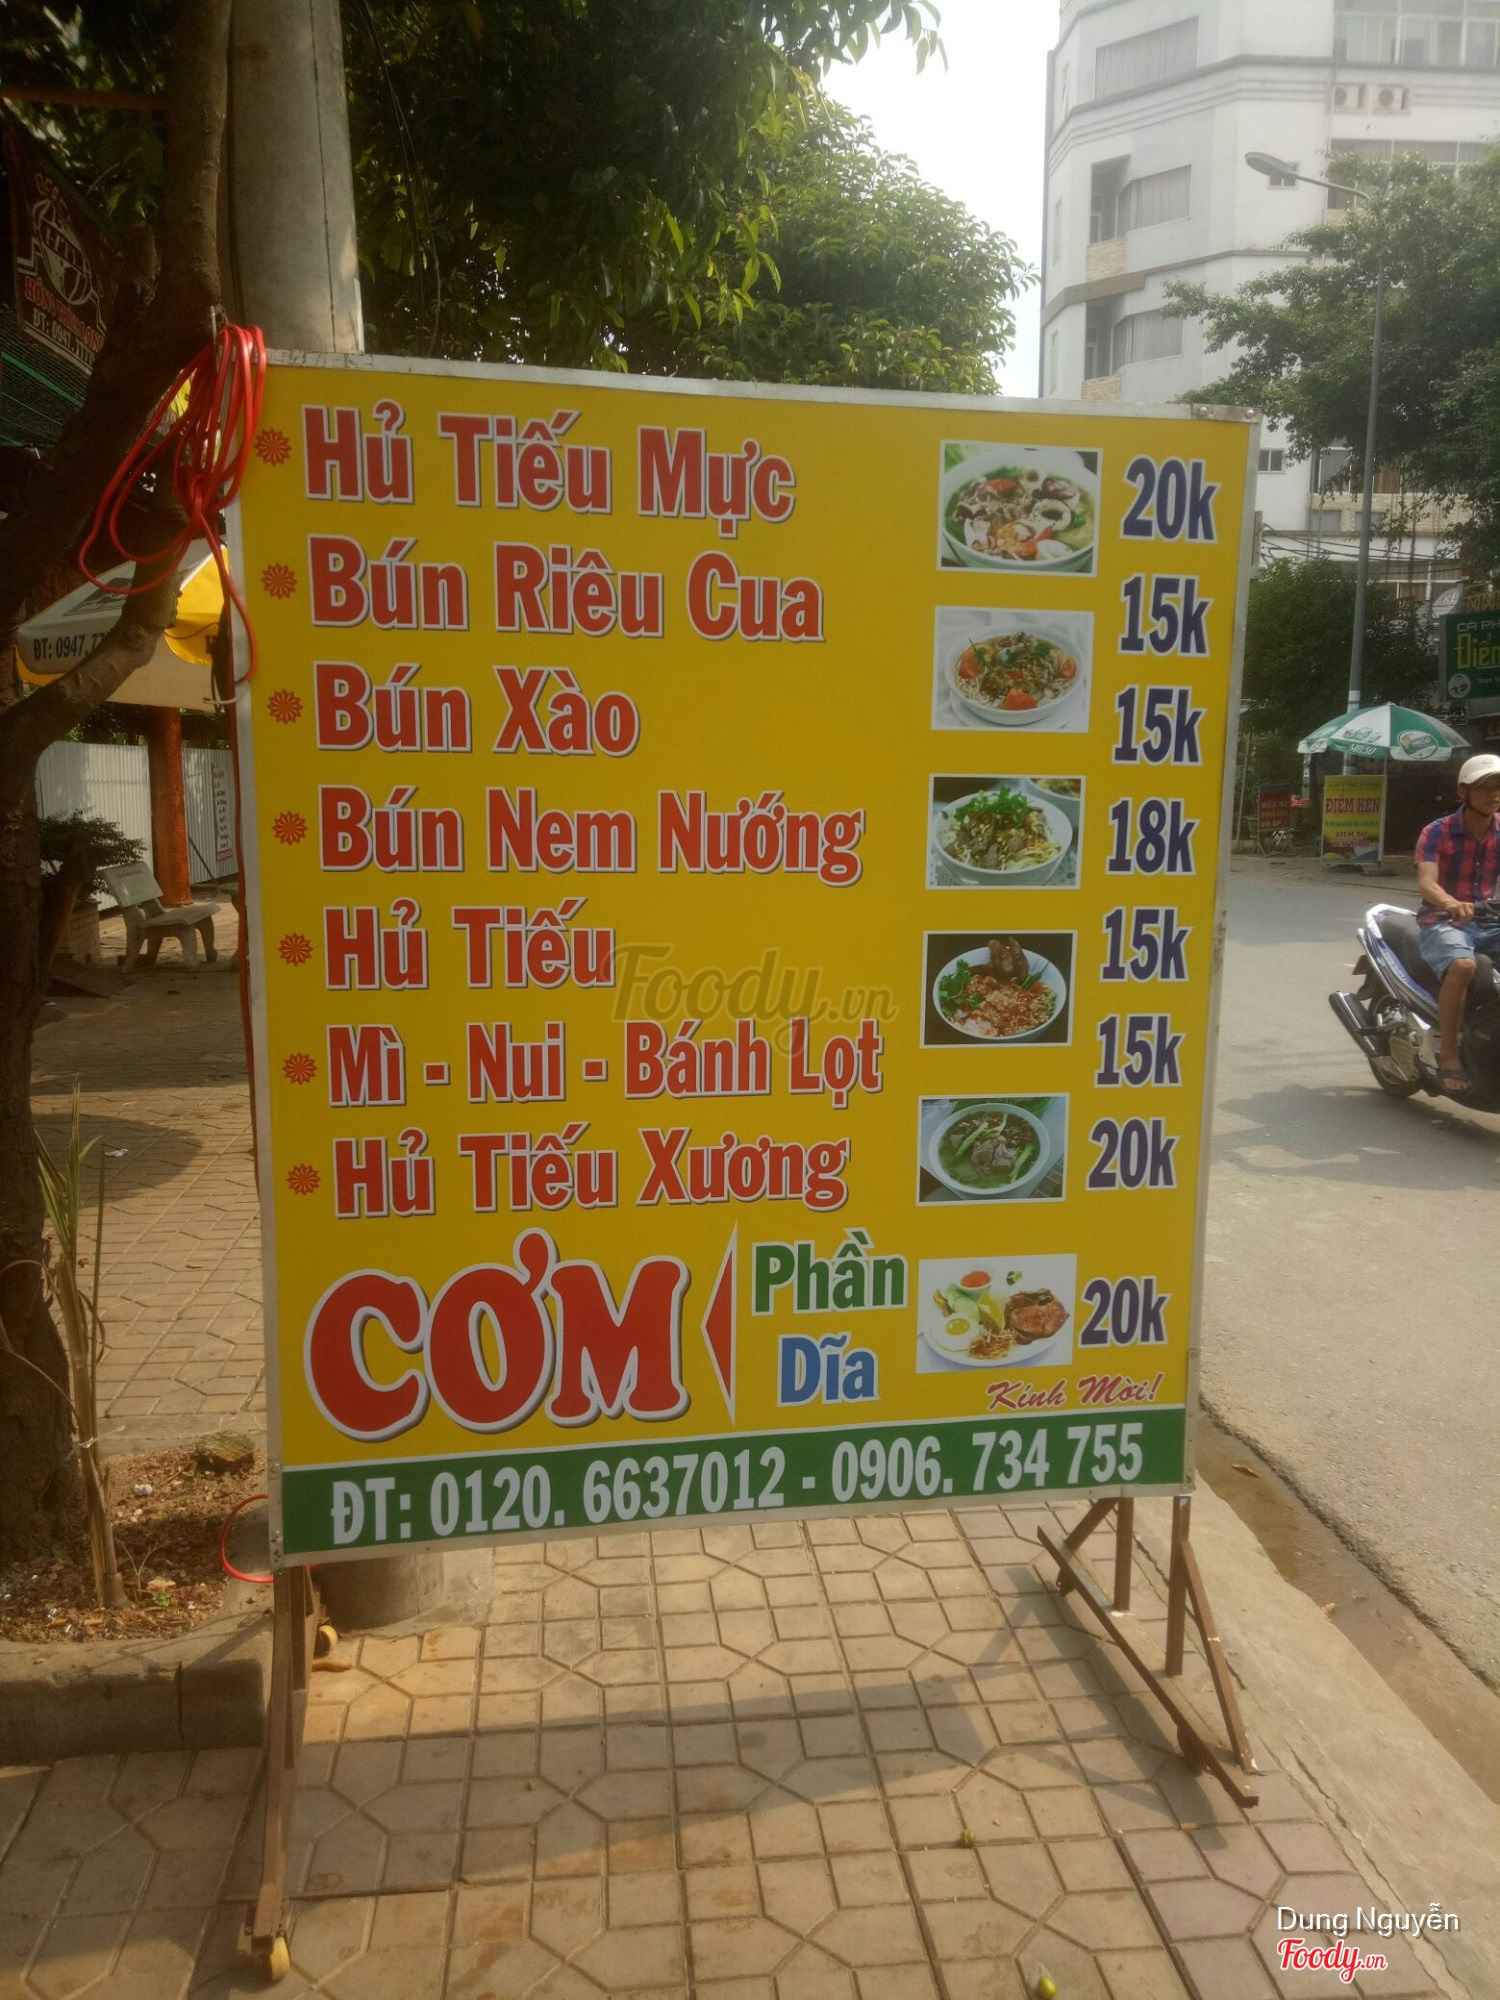 Hủ Tiếu Mực 20k
Bún Riêu Cua 15k
Bún Xào 15k
Bún Nem Nướng 18k
Hủ Tiếu 15k
Mì - Nui - Bánh Lọt 15k
Hủ Tiếu Xương 20k
CƠM Phần Dĩa 20k
Kính Mời!
ĐT: 0120. 6637012 - 0906. 734 755
Foody.vn
ĐIỂM HẸN
Dung Nguyễn
Foody.vn